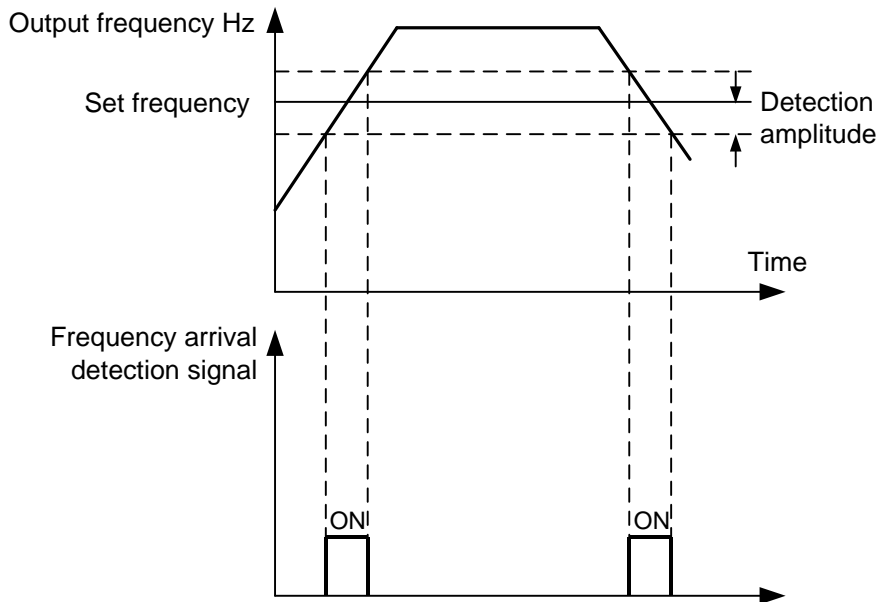 Output frequency Hz
Set frequency
Detection
amplitude
Time
Frequency arrival
detection signal
ON
ON